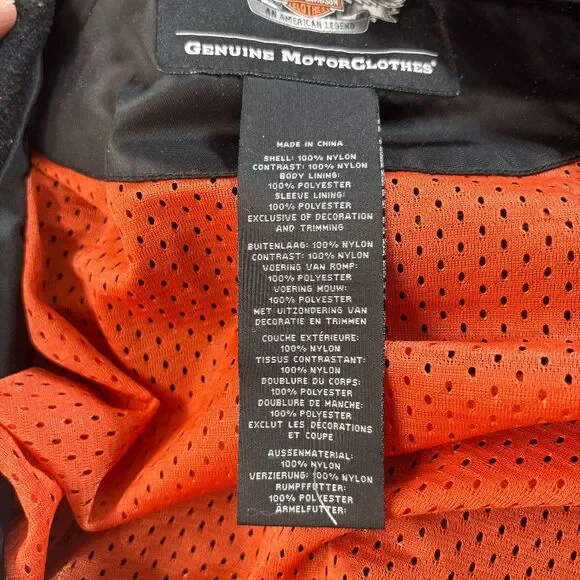 DAVIDSON
CLOTHES
AN AMERICAN LEGEND
GENUINE MOTORCLOTHES®
MADE IN CHINA
SHELL: 100% NYLON
CONTRAST: 100% NYLON
BODY LINING:
100% POLYESTER
SLEEVE LINING:
100% POLYESTER
EXCLUSIVE OF DECORATION
AND TRIMMING
BUITENLAAG: 100% NYLON
CONTRAST: 100% NYLON
VOERING VAN ROMP:
100% POLYESTER
VOERING MOUW:
100% POLYESTER
MET UITZONDERING VAN
DECORATIE EN TRIMMEN
COUCHE EXTÉRIEURE:
100% NYLON
TISSUS CONTRASTANT:
100% NYLON
DOUBLURE DU CORPS:
100% POLYESTER
DOUBLURE DE MANCHE:
100% POLYESTER
EXCLUT LES DÉCORATIONS
ET COUPE
AUSSENMATERIAL:
100% NYLON
VERZIERUNG: 100% NYLON
RUMPFFUTTER:
100% POLYESTER
ÄRMELFUTTER: